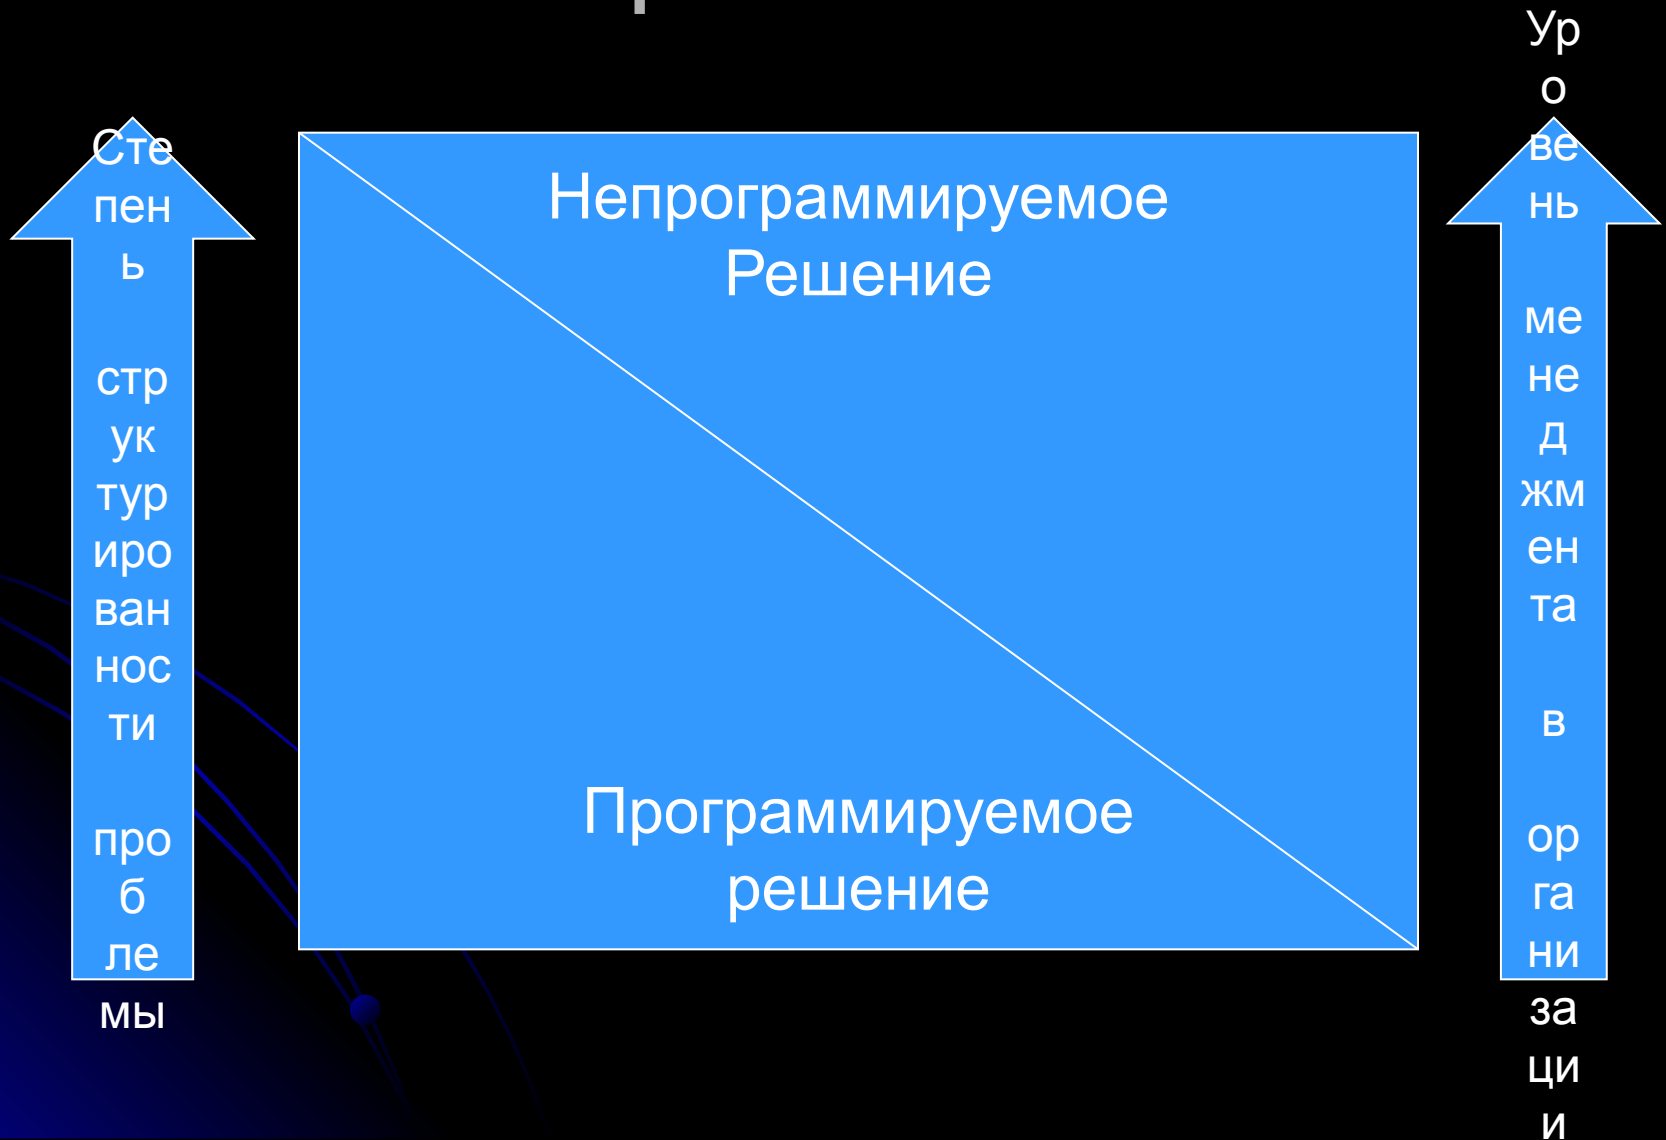 Сте
пен
ь
стр
ук
тур
иро
ван
нос
ти
про
б
ле
мы
Непрограммируемое
Решение
Программируемое
решение
Ур
о
ве
нь
ме
не
д
жм
ен
та
в
ор
га
ни
за
ци
и